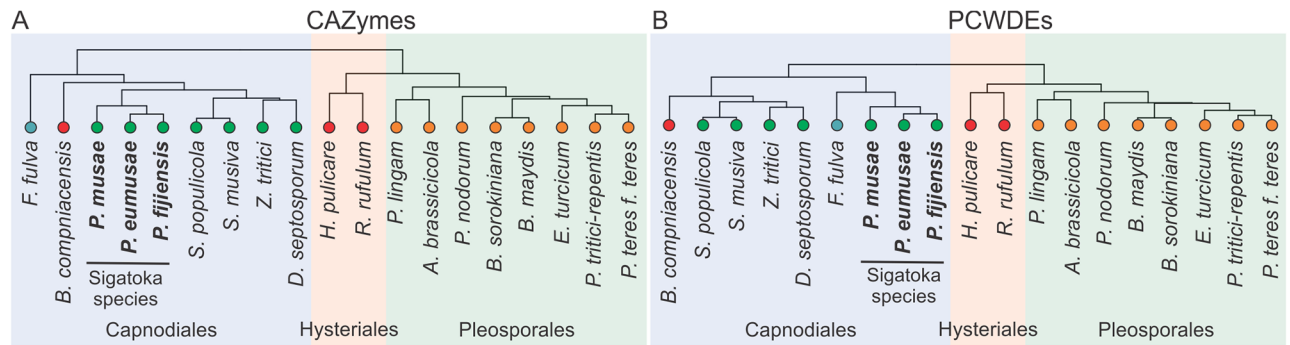 A
CAZymes
F. fulva
B. compniacensis
P. musae
P. eumusae
P. fijiensis
S. populicola
S. musiva
Z. tritici
D. septosporum
H. pulicare
R. rufulum
P. lingam
A. brassicicola
P. nodorum
B. sorokiniana
B. maydis
E. turcicum
P. tritici-repentis
P. teres f. teres
Sigatoka
species
Capnodiales
Hysteriales
Pleosporales
B
PCWDEs
B. compniacensis
S. populicola
S. musiva
Z. tritici
D. septosporum
F. fulva
P. musae
P. eumusae
P. fijiensis
H. pulicare
R. rufulum
P. lingam
A. brassicicola
P. nodorum
B. maydis
B. sorokiniana
E. turcicum
P. tritici-repentis
P. teres f. teres
Sigatoka
species
Capnodiales
Hysteriales
Pleosporales